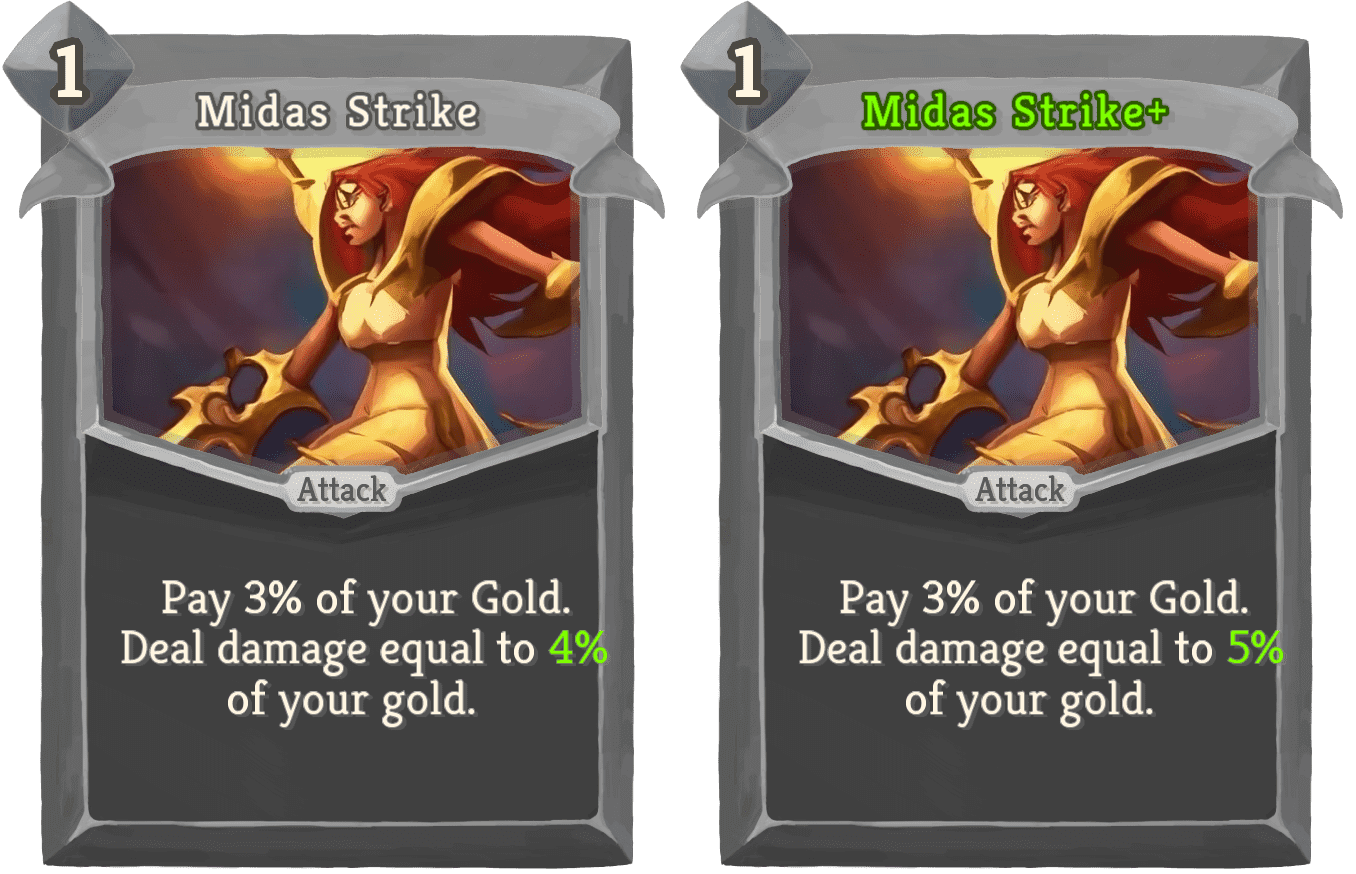 1
Midas Strike
Attack
Pay 3% of your Gold.
Deal damage equal to 4%
of your gold.
1
Midas Strike+
Attack
Pay 3% of your Gold.
Deal damage equal to 5%
of your gold.